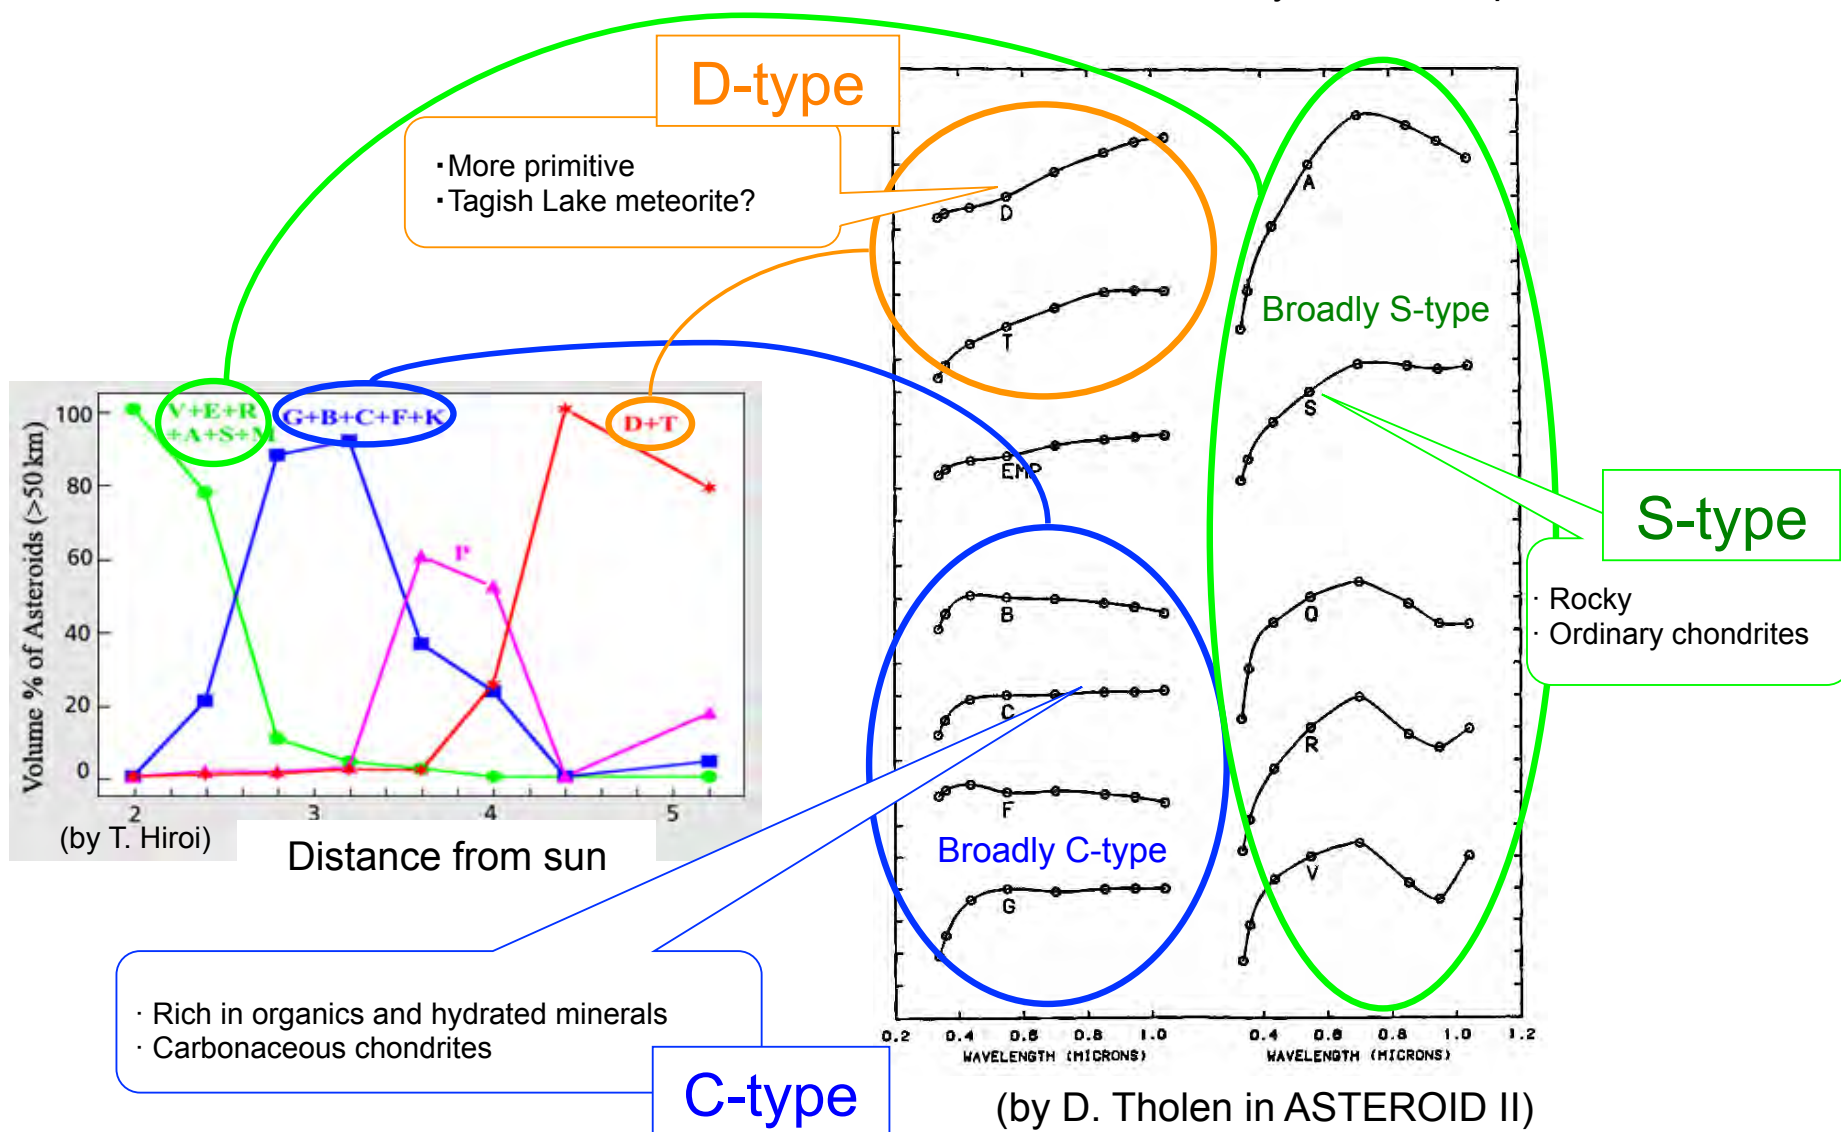 D-type
・More primitive
・Tagish Lake meteorite?
D
T
EMP
B
C
F
Broadly C-type
G
A
Broadly S-type
S
Q
R
V
0.2 0.4 0.6 0.8 1.0
WAVELENGTH (MICRONS)
0.4 0.6 0.8 1.0 1.2
WAVELENGTH (MICRONS)
(by D. Tholen in ASTEROID II)
S-type
· Rocky
· Ordinary chondrites
V+E+R
+A+S+M
G+B+C+F+K
D+T
P
Volume % of Asteroids (>50 km)
100
80
60
40
20
0
2 3 4 5
(by T. Hiroi)
Distance from sun
· Rich in organics and hydrated minerals
· Carbonaceous chondrites
C-type